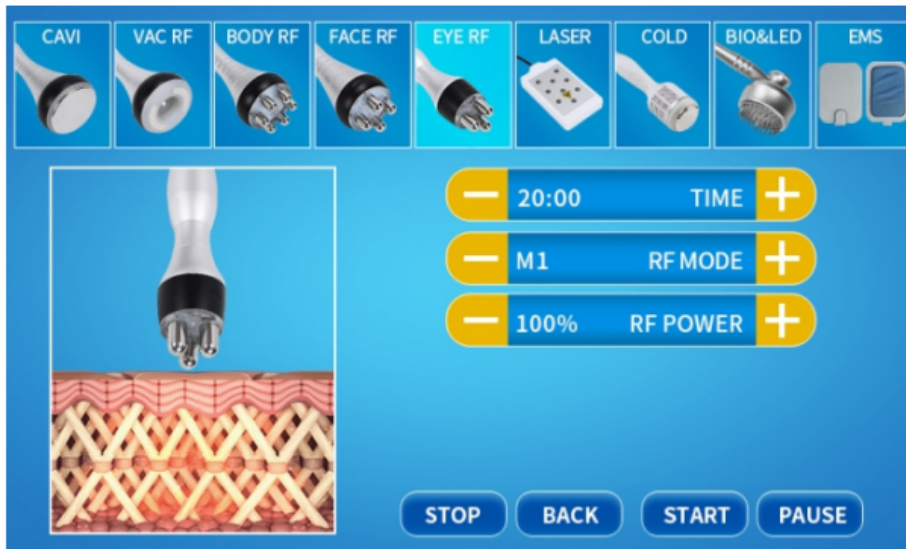 CAVI
VAC RF
BODY RF
FACE RF
EYE RF
LASER
COLD
BIO&LED
EMS
20:00 TIME
M1 RF MODE
100% RF POWER
STOP BACK START PAUSE